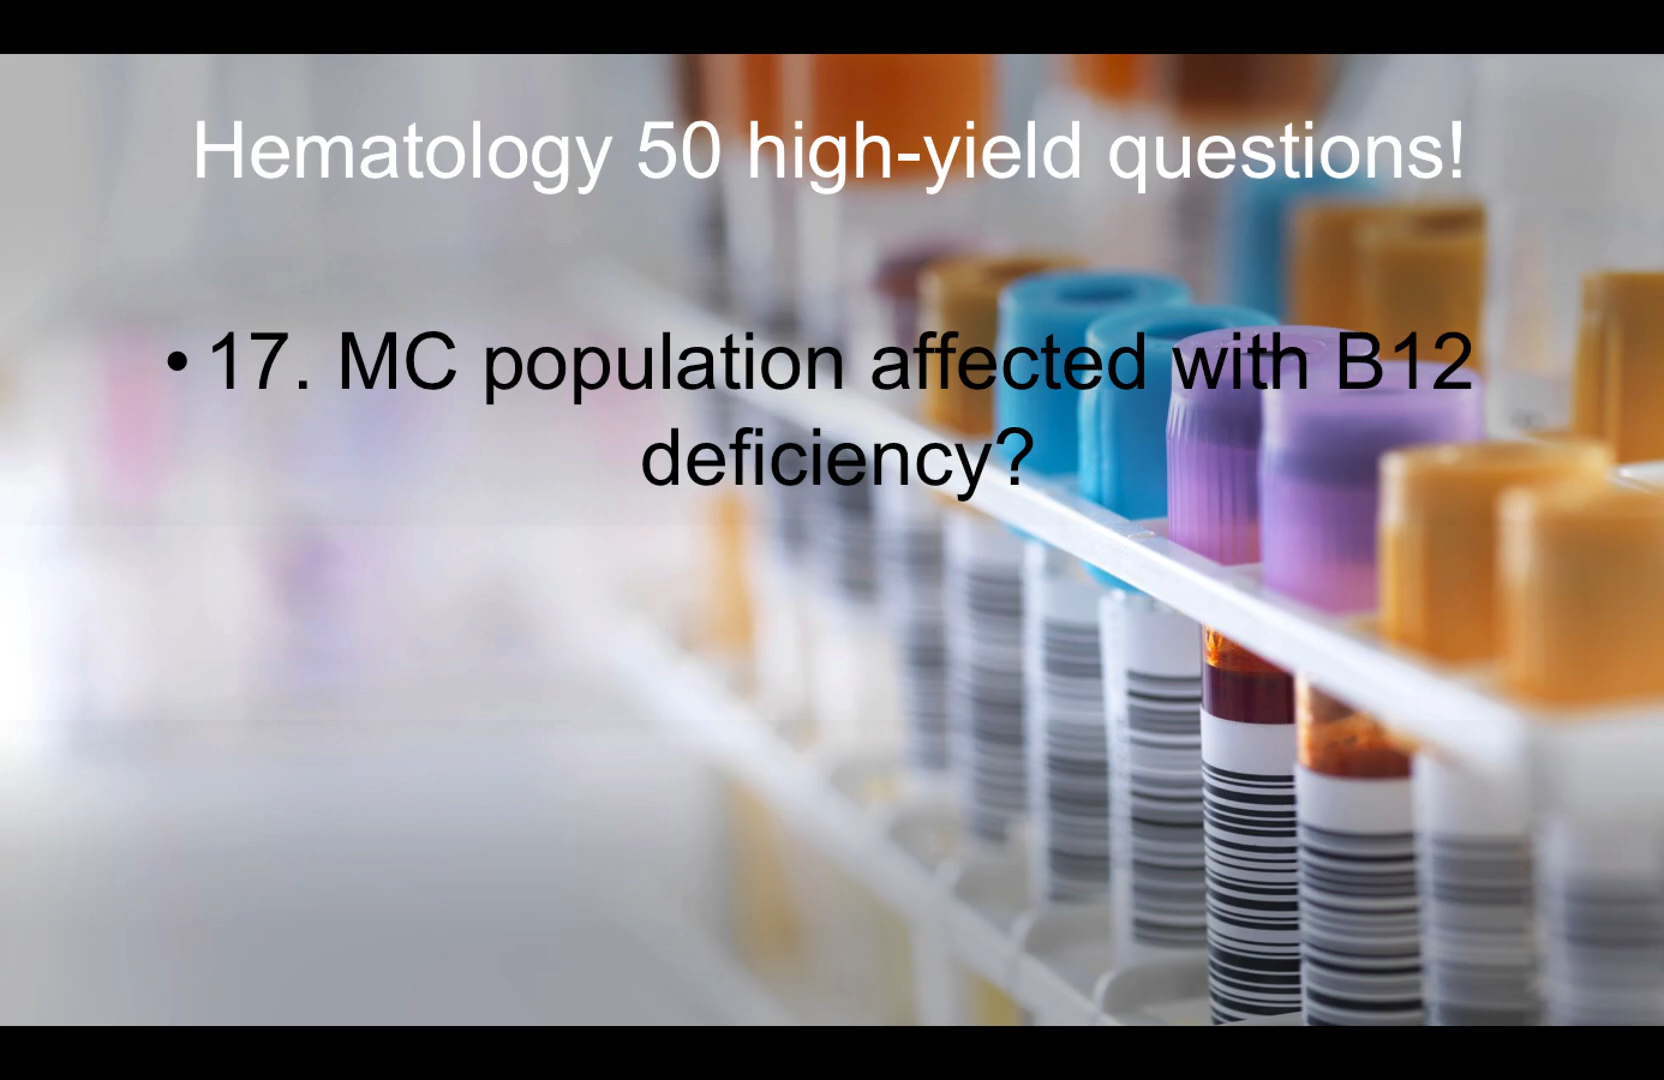 Hematology 50 high-yield questions!
• 17. MC population affected with B12
deficiency?